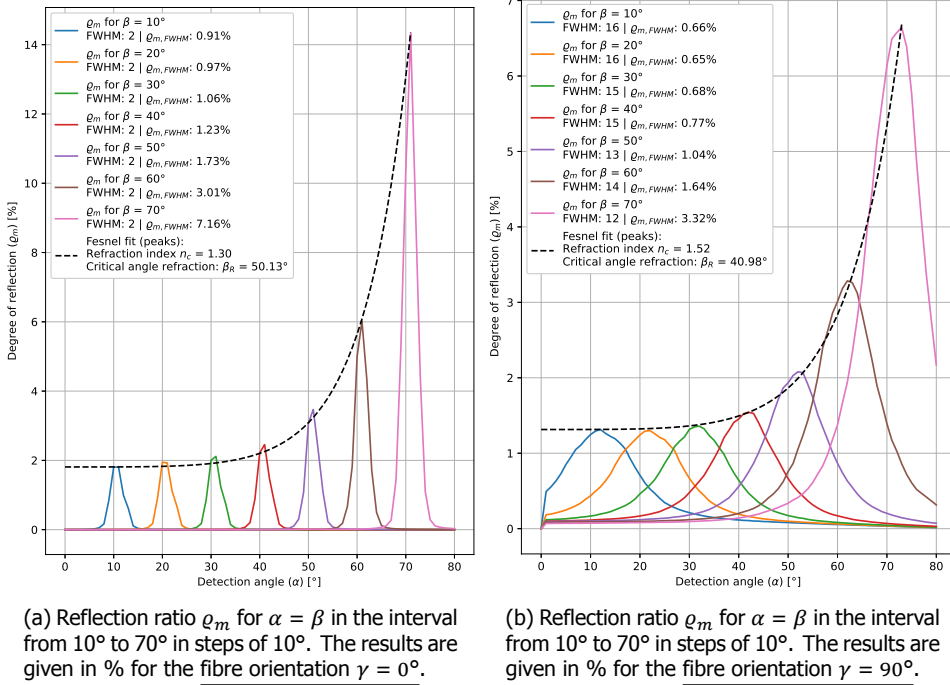 ϱm for β = 10°
FWHM: 2 | ϱm,FWHM: 0.91%
ϱm for β = 20°
FWHM: 2 | ϱm,FWHM: 0.97%
ϱm for β = 30°
FWHM: 2 | ϱm,FWHM: 1.06%
ϱm for β = 40°
FWHM: 2 | ϱm,FWHM: 1.23%
ϱm for β = 50°
FWHM: 2 | ϱm,FWHM: 1.73%
ϱm for β = 60°
FWHM: 2 | ϱm,FWHM: 3.01%
ϱm for β = 70°
FWHM: 2 | ϱm,FWHM: 7.16%
Fesnel fit (peaks):
Refraction index nc = 1.30
Critical angle refraction: βR = 50.13°
Degree of reflection (ϱm) [%]
14
12
10
8
6
4
2
0
0 10 20 30 40 50 60 70 80
Detection angle (α) [°]
(a) Reflection ratio ϱm for α = β in the interval
from 10° to 70° in steps of 10°. The results are
given in % for the fibre orientation γ = 0°.
ϱm for β = 10°
FWHM: 16 | ϱm,FWHM: 0.66%
ϱm for β = 20°
FWHM: 16 | ϱm,FWHM: 0.65%
ϱm for β = 30°
FWHM: 15 | ϱm,FWHM: 0.68%
ϱm for β = 40°
FWHM: 15 | ϱm,FWHM: 0.77%
ϱm for β = 50°
FWHM: 13 | ϱm,FWHM: 1.04%
ϱm for β = 60°
FWHM: 14 | ϱm,FWHM: 1.64%
ϱm for β = 70°
FWHM: 12 | ϱm,FWHM: 3.32%
Fesnel fit (peaks):
Refraction index nc = 1.52
Critical angle refraction: βR = 40.98°
Degree of reflection (ϱm) [%]
7
6
5
4
3
2
1
0
0 10 20 30 40 50 60 70 80
Detection angle (α) [°]
(b) Reflection ratio ϱm for α = β in the interval
from 10° to 70° in steps of 10°. The results are
given in % for the fibre orientation γ = 90°.